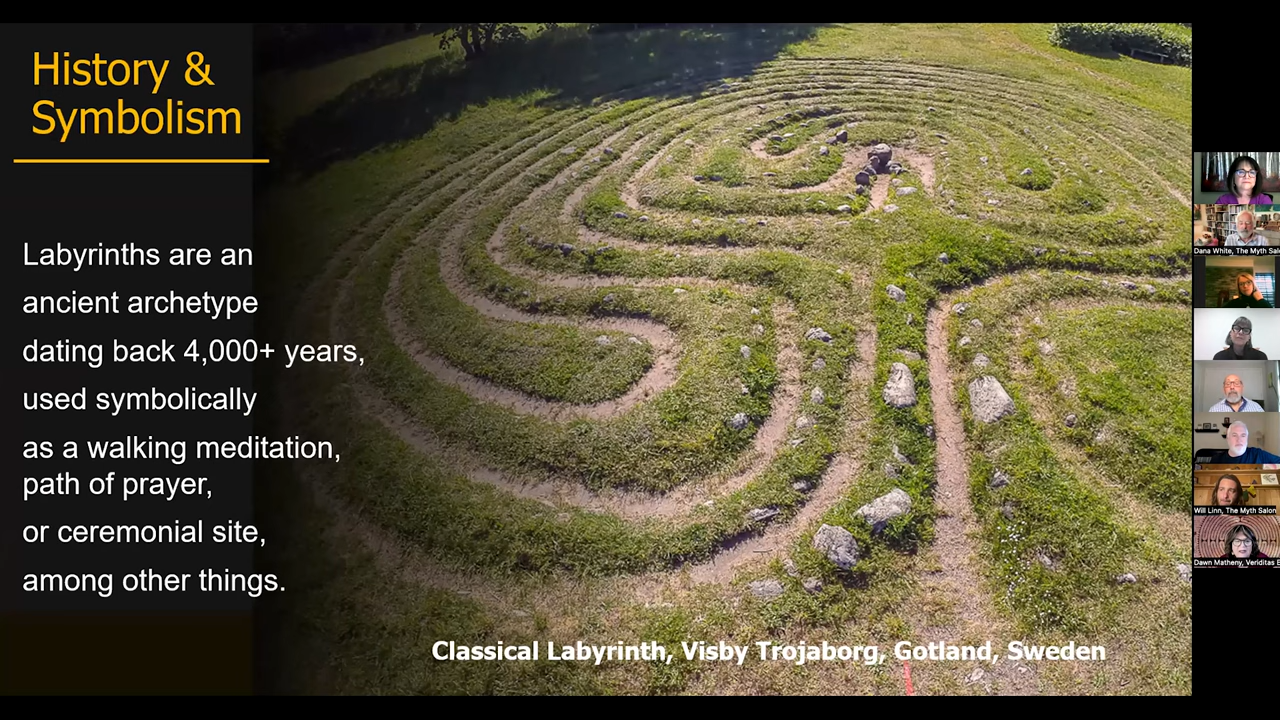 History &
Symbolism
Labyrinths are an
ancient archetype
dating back 4,000+ years,
used symbolically
as a walking meditation,
path of prayer,
or ceremonial site,
among other things.
Classical Labyrinth, Visby Trojaborg, Gotland, Sweden
Dana White, The Myth Sal
Will Linn, The Myth Salon
Dawn Matheny, Veriditas E